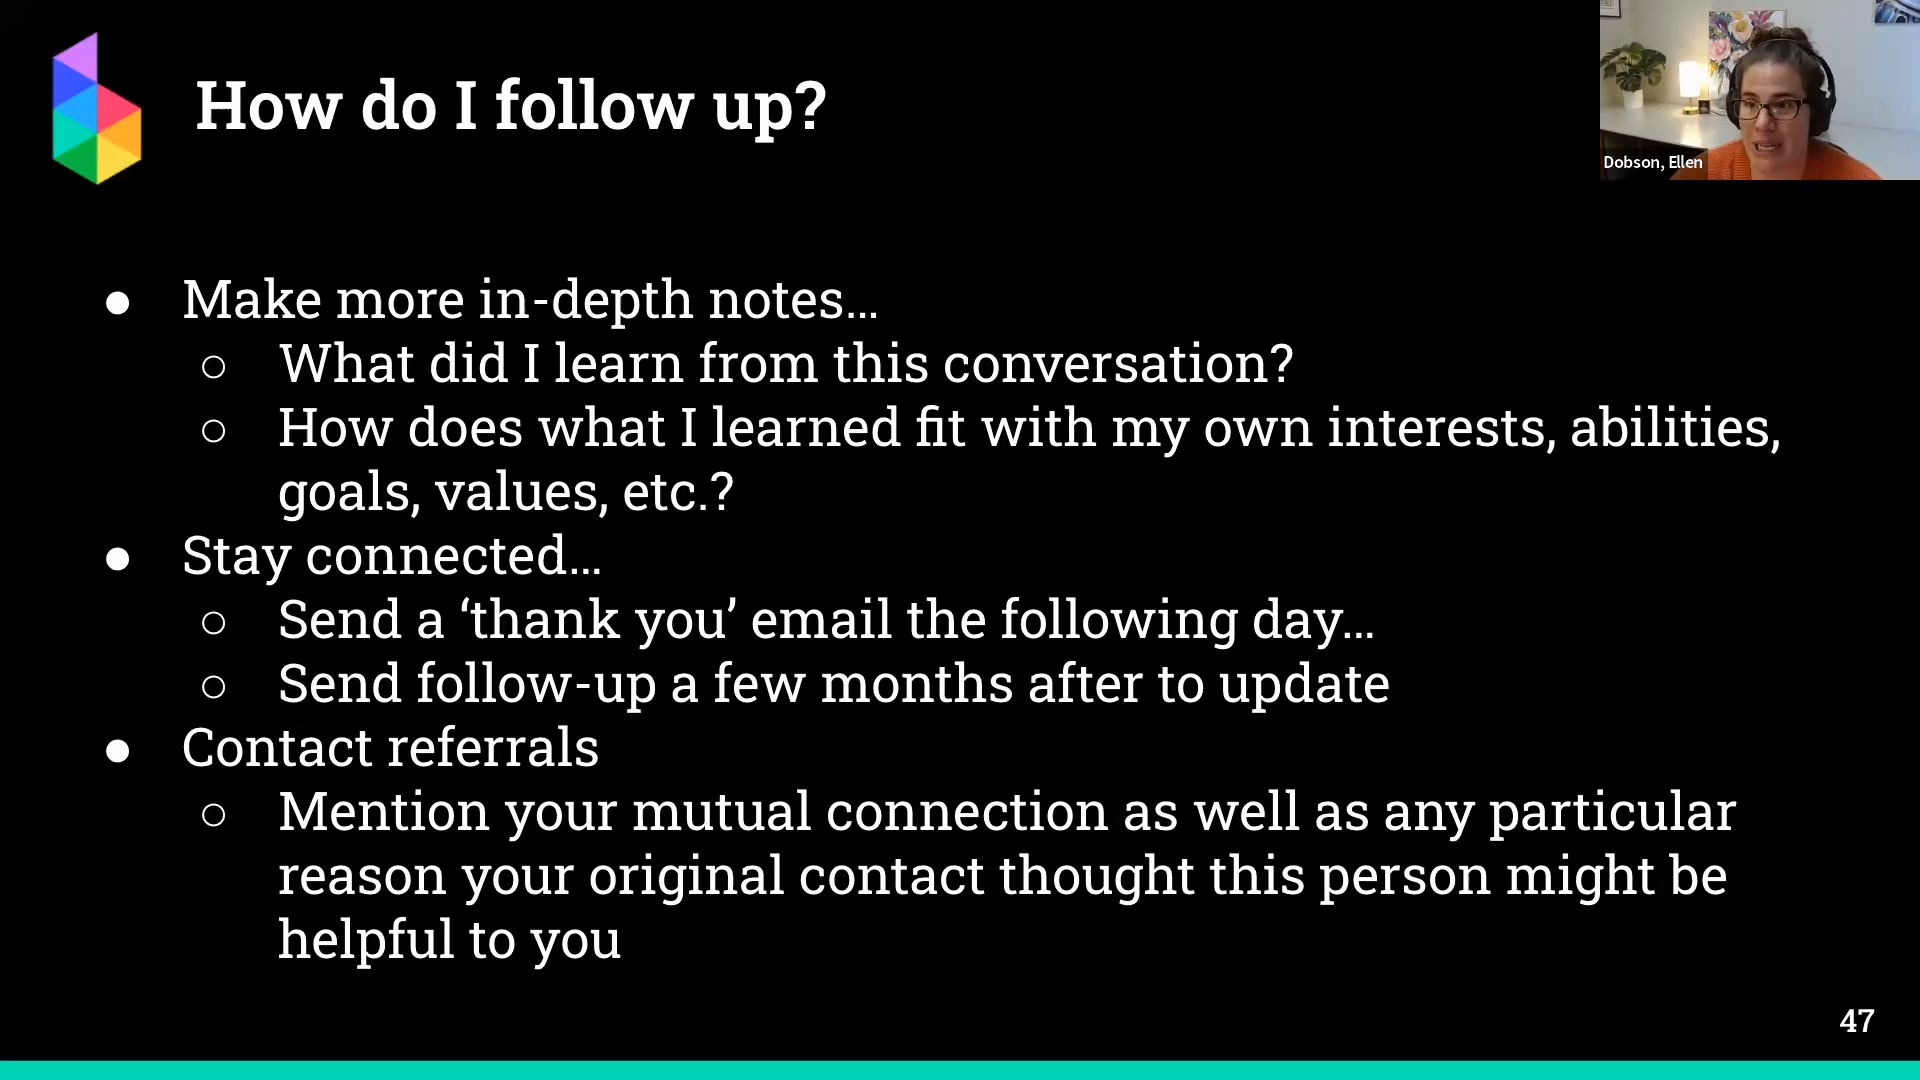 How do I follow up?
Dobson, Ellen
● Make more in-depth notes…
○ What did I learn from this conversation?
○ How does what I learned fit with my own interests, abilities,
goals, values, etc.?
● Stay connected…
○ Send a ‘thank you’ email the following day…
○ Send follow-up a few months after to update
● Contact referrals
○ Mention your mutual connection as well as any particular
reason your original contact thought this person might be
helpful to you
47